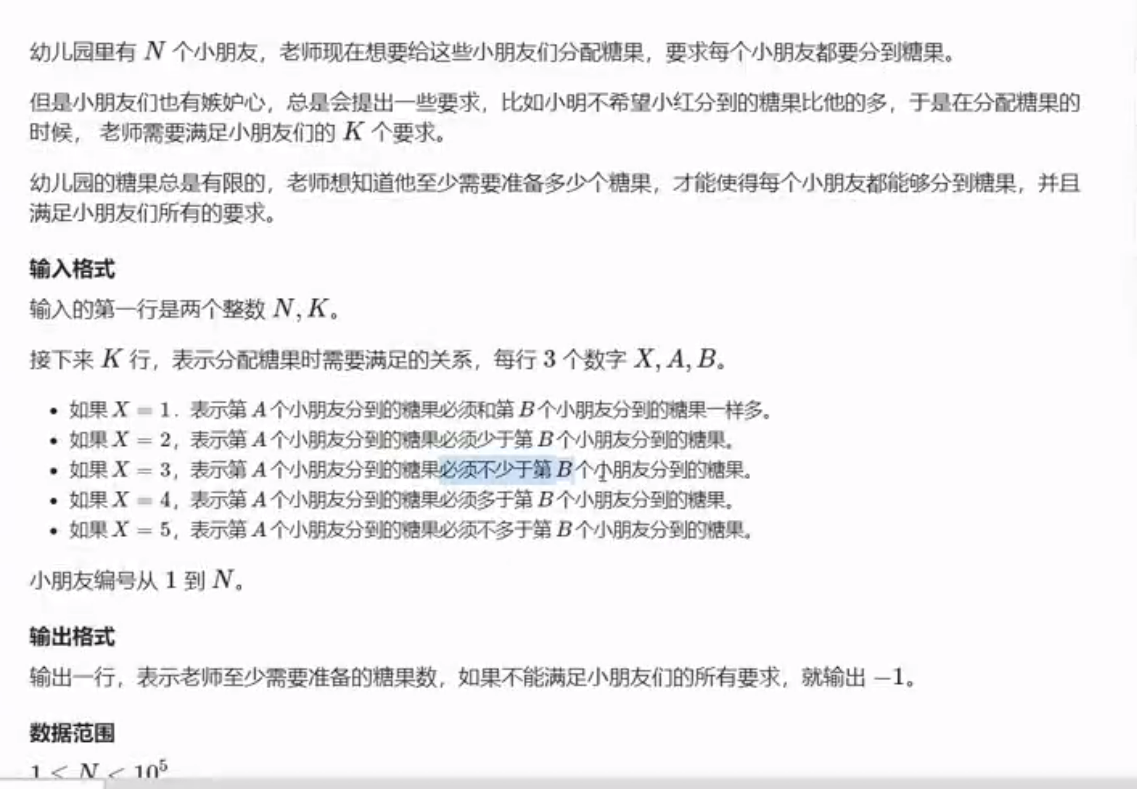 幼儿园里有 N 个小朋友，老师现在想要给这些小朋友们分配糖果，要求每个小朋友都要分到糖果。
但是小朋友们也有嫉妒心，总是会提出一些要求，比如小明不希望小红分到的糖果比他的多，于是在分配糖果的
时候， 老师需要满足小朋友们的 K 个要求。
幼儿园的糖果总是有限的，老师想知道他至少需要准备多少个糖果，才能使得每个小朋友都能够分到糖果，并且
满足小朋友们所有的要求。
输入格式
输入的第一行是两个整数 N, K。
接下来 K 行，表示分配糖果时需要满足的关系，每行 3 个数字 X, A, B。
• 如果 X = 1．表示第 A 个小朋友分到的糖果必须和第 B 个小朋友分到的糖果一样多。
• 如果 X = 2，表示第 A 个小朋友分到的糖果必须少于第 B 个小朋友分到的糖果。
• 如果 X = 3，表示第 A 个小朋友分到的糖果必须不少于第 B 个小朋友分到的糖果。
• 如果 X = 4，表示第 A 个小朋友分到的糖果必须多于第 B 个小朋友分到的糖果。
• 如果 X = 5，表示第 A 个小朋友分到的糖果必须不多于第 B 个小朋友分到的糖果。
小朋友编号从 1 到 N。
输出格式
输出一行，表示老师至少需要准备的糖果数，如果不能满足小朋友们的所有要求，就输出 −1。
数据范围
1 ≤ N < 10⁵